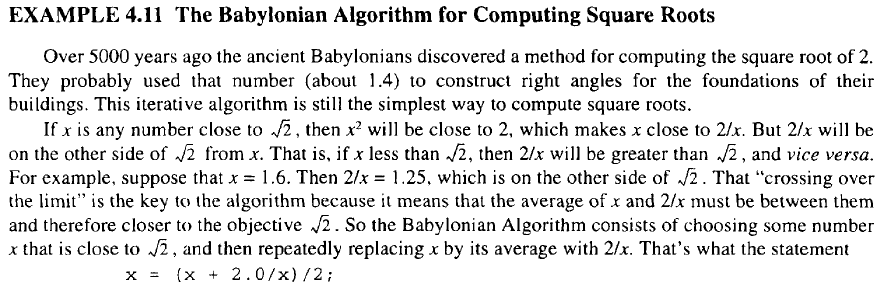 EXAMPLE 4.11 The Babylonian Algorithm for Computing Square Roots
Over 5000 years ago the ancient Babylonians discovered a method for computing the square root of 2.
They probably used that number (about 1.4) to construct right angles for the foundations of their
buildings. This iterative algorithm is still the simplest way to compute square roots.
If x is any number close to √2, then x² will be close to 2, which makes x close to 2/x. But 2/x will be
on the other side of √2 from x. That is, if x less than √2, then 2/x will be greater than √2, and vice versa.
For example, suppose that x = 1.6. Then 2/x = 1.25, which is on the other side of √2. That “crossing over
the limit” is the key to the algorithm because it means that the average of x and 2/x must be between them
and therefore closer to the objective √2. So the Babylonian Algorithm consists of choosing some number
x that is close to √2, and then repeatedly replacing x by its average with 2/x. That’s what the statement
x = (x + 2.0/x)/2;